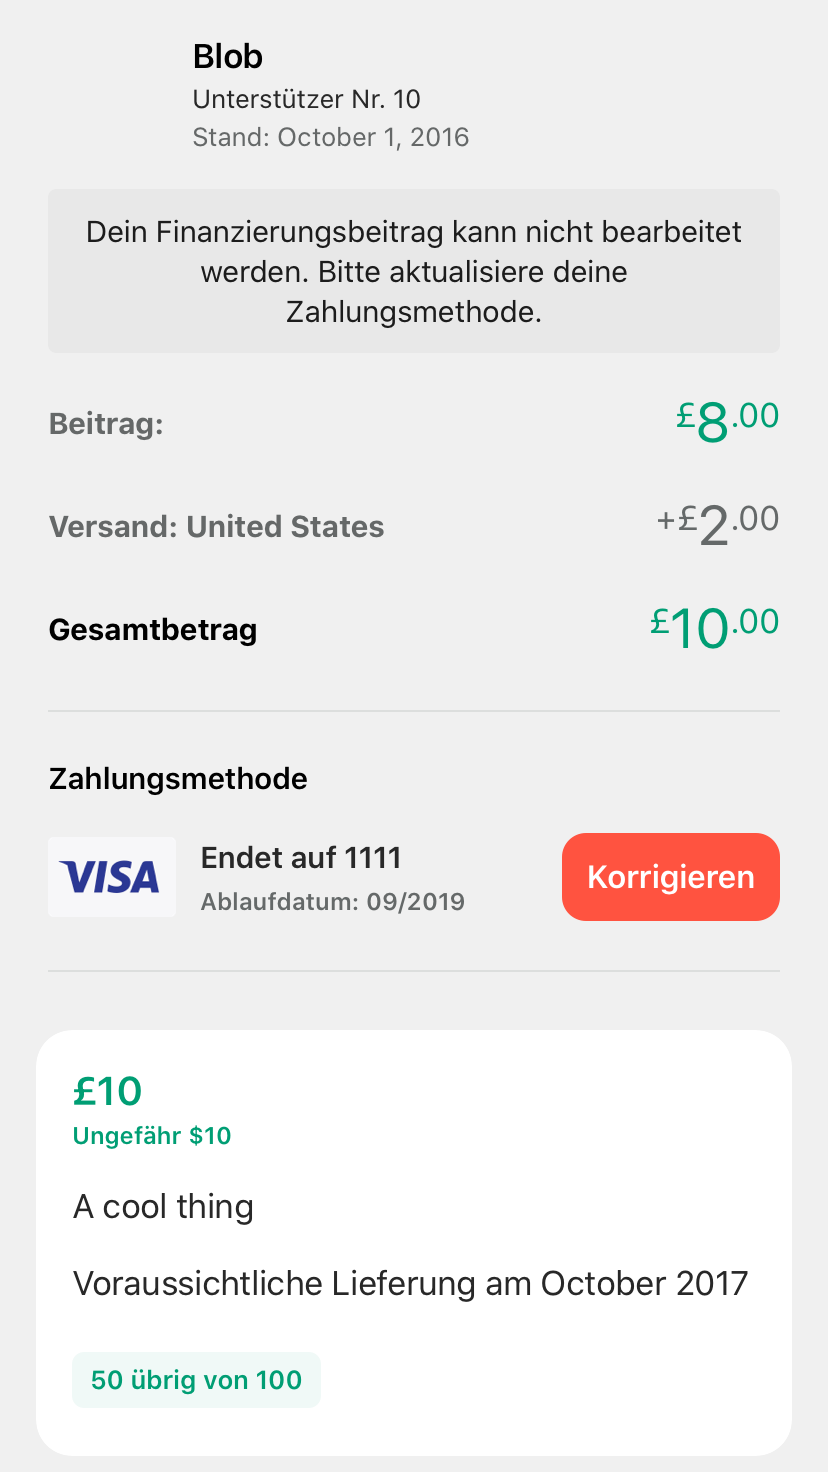 Blob
Unterstützer Nr. 10
Stand: October 1, 2016
Dein Finanzierungsbeitrag kann nicht bearbeitet
werden. Bitte aktualisiere deine
Zahlungsmethode.
Beitrag: £8.00
Versand: United States +£2.00
Gesamtbetrag £10.00
Zahlungsmethode
VISA
Endet auf 1111
Ablaufdatum: 09/2019
Korrigieren
£10
Ungefähr $10
A cool thing
Voraussichtliche Lieferung am October 2017
50 übrig von 100